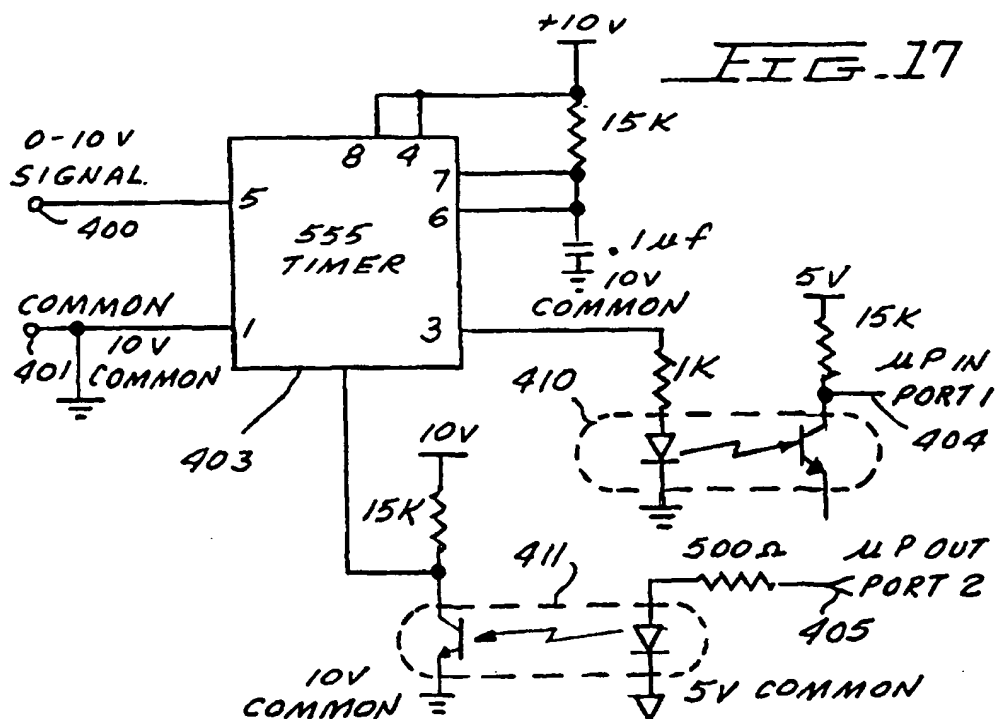 +10V
FIG.-17
15K
0-10V
SIGNAL.
400
8 4
7
5
6
555
TIMER
.1µf
10V
COMMON
COMMON
1
3
401
10V
COMMON
403
5V
15K
µP IN
PORT 1
404
1K
410
10V
15K
411
500Ω
µP OUT
PORT 2
405
10V
COMMON
5V COMMON